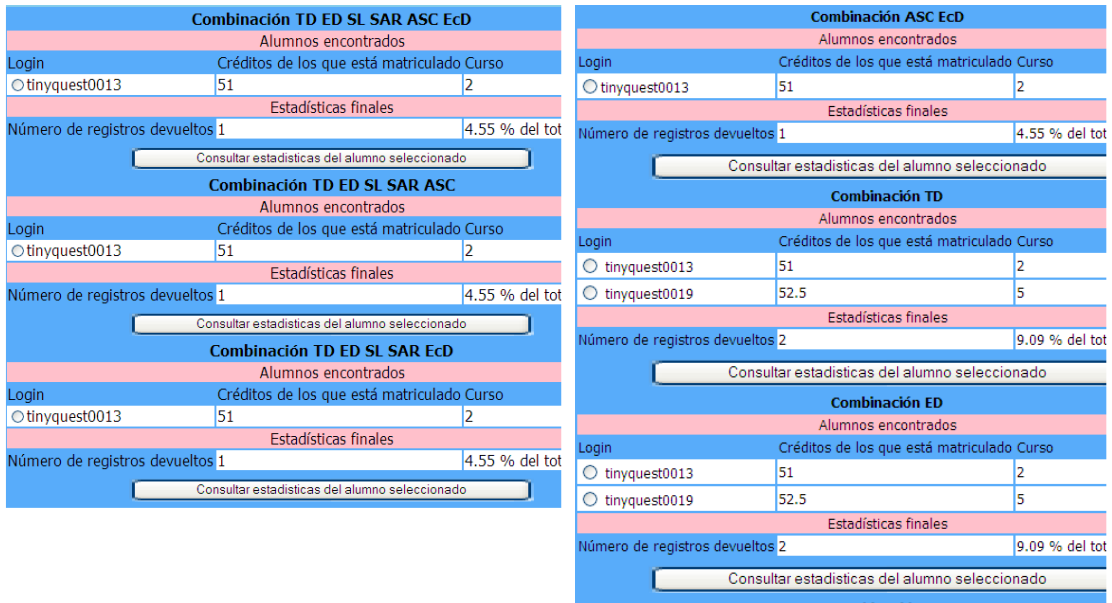 Combinación TD ED SL SAR ASC EcD
Alumnos encontrados
Login Créditos de los que está matriculado Curso
tinyquest0013 51 2
Estadísticas finales
Número de registros devueltos 1 4.55 % del tot
Consultar estadisticas del alumno seleccionado
Combinación TD ED SL SAR ASC
Alumnos encontrados
Login Créditos de los que está matriculado Curso
tinyquest0013 51 2
Estadísticas finales
Número de registros devueltos 1 4.55 % del tot
Consultar estadisticas del alumno seleccionado
Combinación TD ED SL SAR EcD
Alumnos encontrados
Login Créditos de los que está matriculado Curso
tinyquest0013 51 2
Estadísticas finales
Número de registros devueltos 1 4.55 % del tot
Consultar estadisticas del alumno seleccionado
Combinación ASC EcD
Alumnos encontrados
Login Créditos de los que está matriculado Curso
tinyquest0013 51 2
Estadísticas finales
Número de registros devueltos 1 4.55 % del tot
Consultar estadisticas del alumno seleccionado
Combinación TD
Alumnos encontrados
Login Créditos de los que está matriculado Curso
tinyquest0013 51 2
tinyquest0019 52.5 5
Estadísticas finales
Número de registros devueltos 2 9.09 % del tot
Consultar estadisticas del alumno seleccionado
Combinación ED
Alumnos encontrados
Login Créditos de los que está matriculado Curso
tinyquest0013 51 2
tinyquest0019 52.5 5
Estadísticas finales
Número de registros devueltos 2 9.09 % del tot
Consultar estadisticas del alumno seleccionado